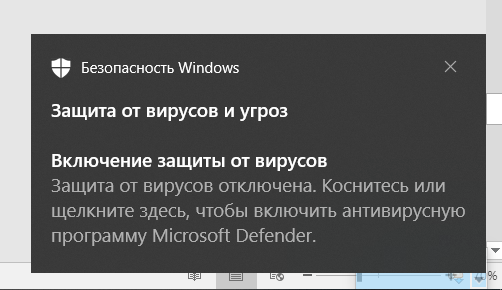 Безопасность Windows
Защита от вирусов и угроз
Включение защиты от вирусов
Защита от вирусов отключена. Коснитесь или
щелкните здесь, чтобы включить антивирусную
программу Microsoft Defender.